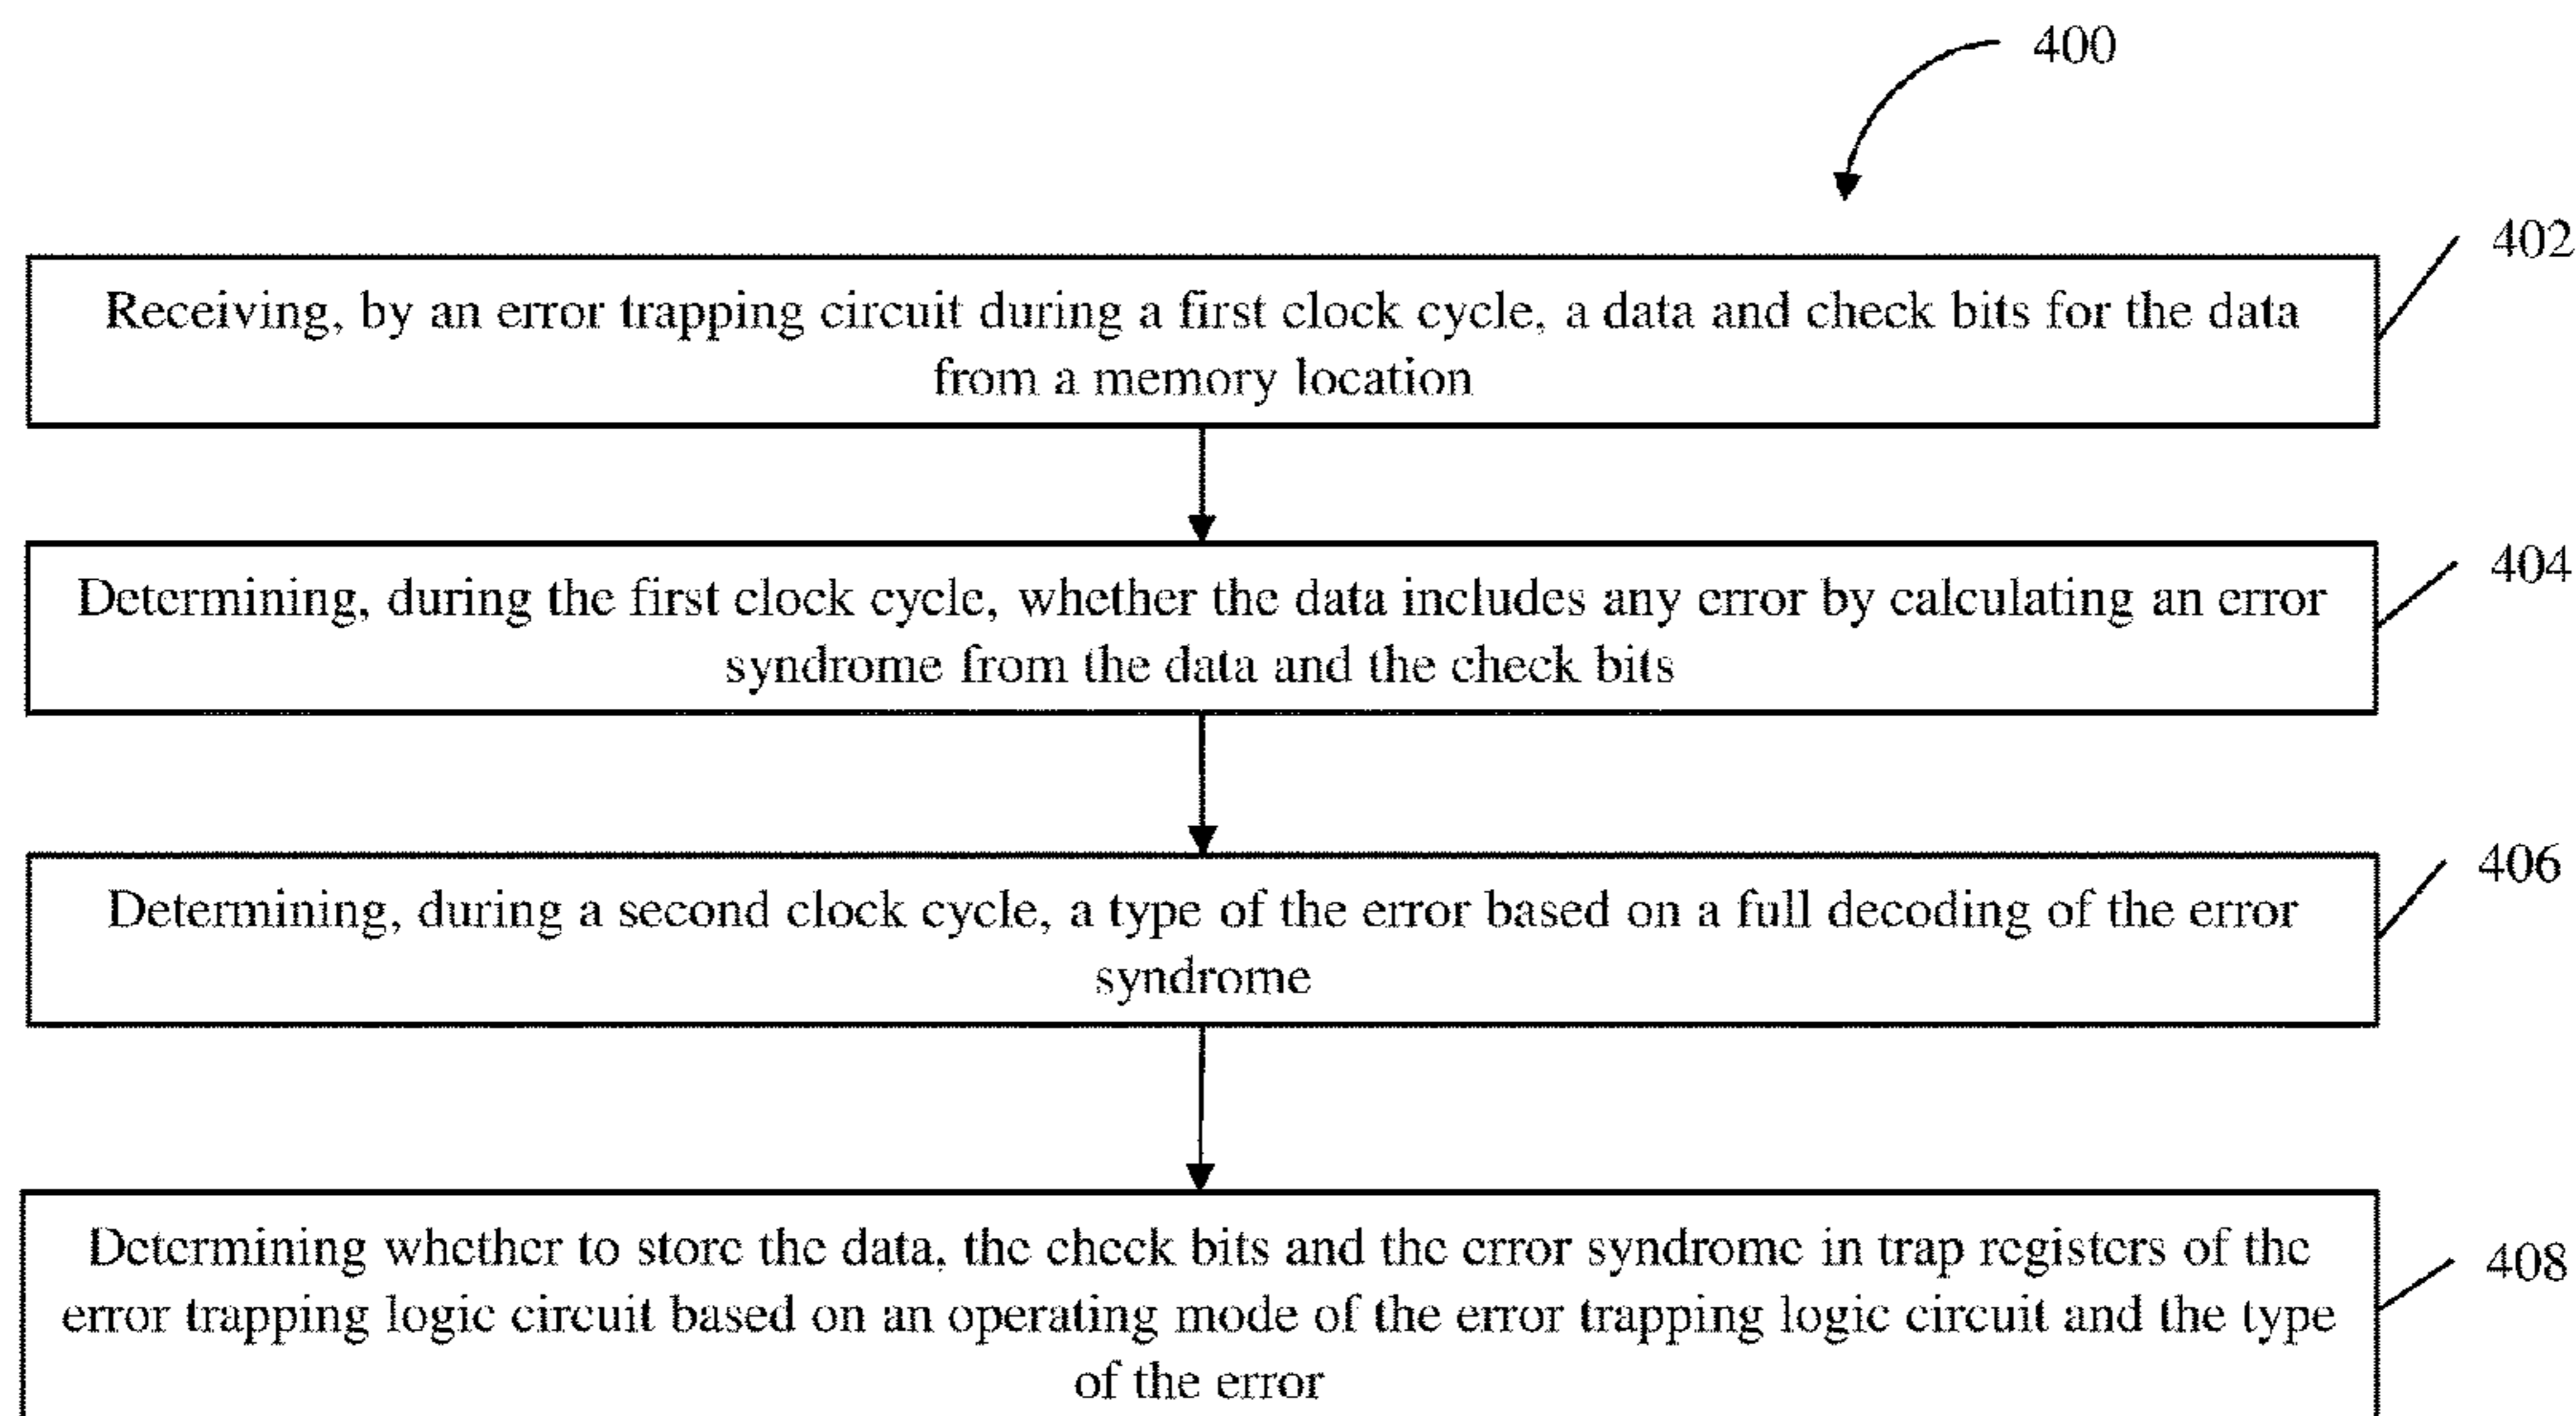 400
402
Receiving, by an error trapping circuit during a first clock cycle, a data and check bits for the data
from a memory location
404
Determining, during the first clock cycle, whether the data includes any error by calculating an error
syndrome from the data and the check bits
406
Determining, during a second clock cycle, a type of the error based on a full decoding of the error
syndrome
408
Determining whether to store the data, the check bits and the error syndrome in trap registers of the
error trapping logic circuit based on an operating mode of the error trapping logic circuit and the type
of the error